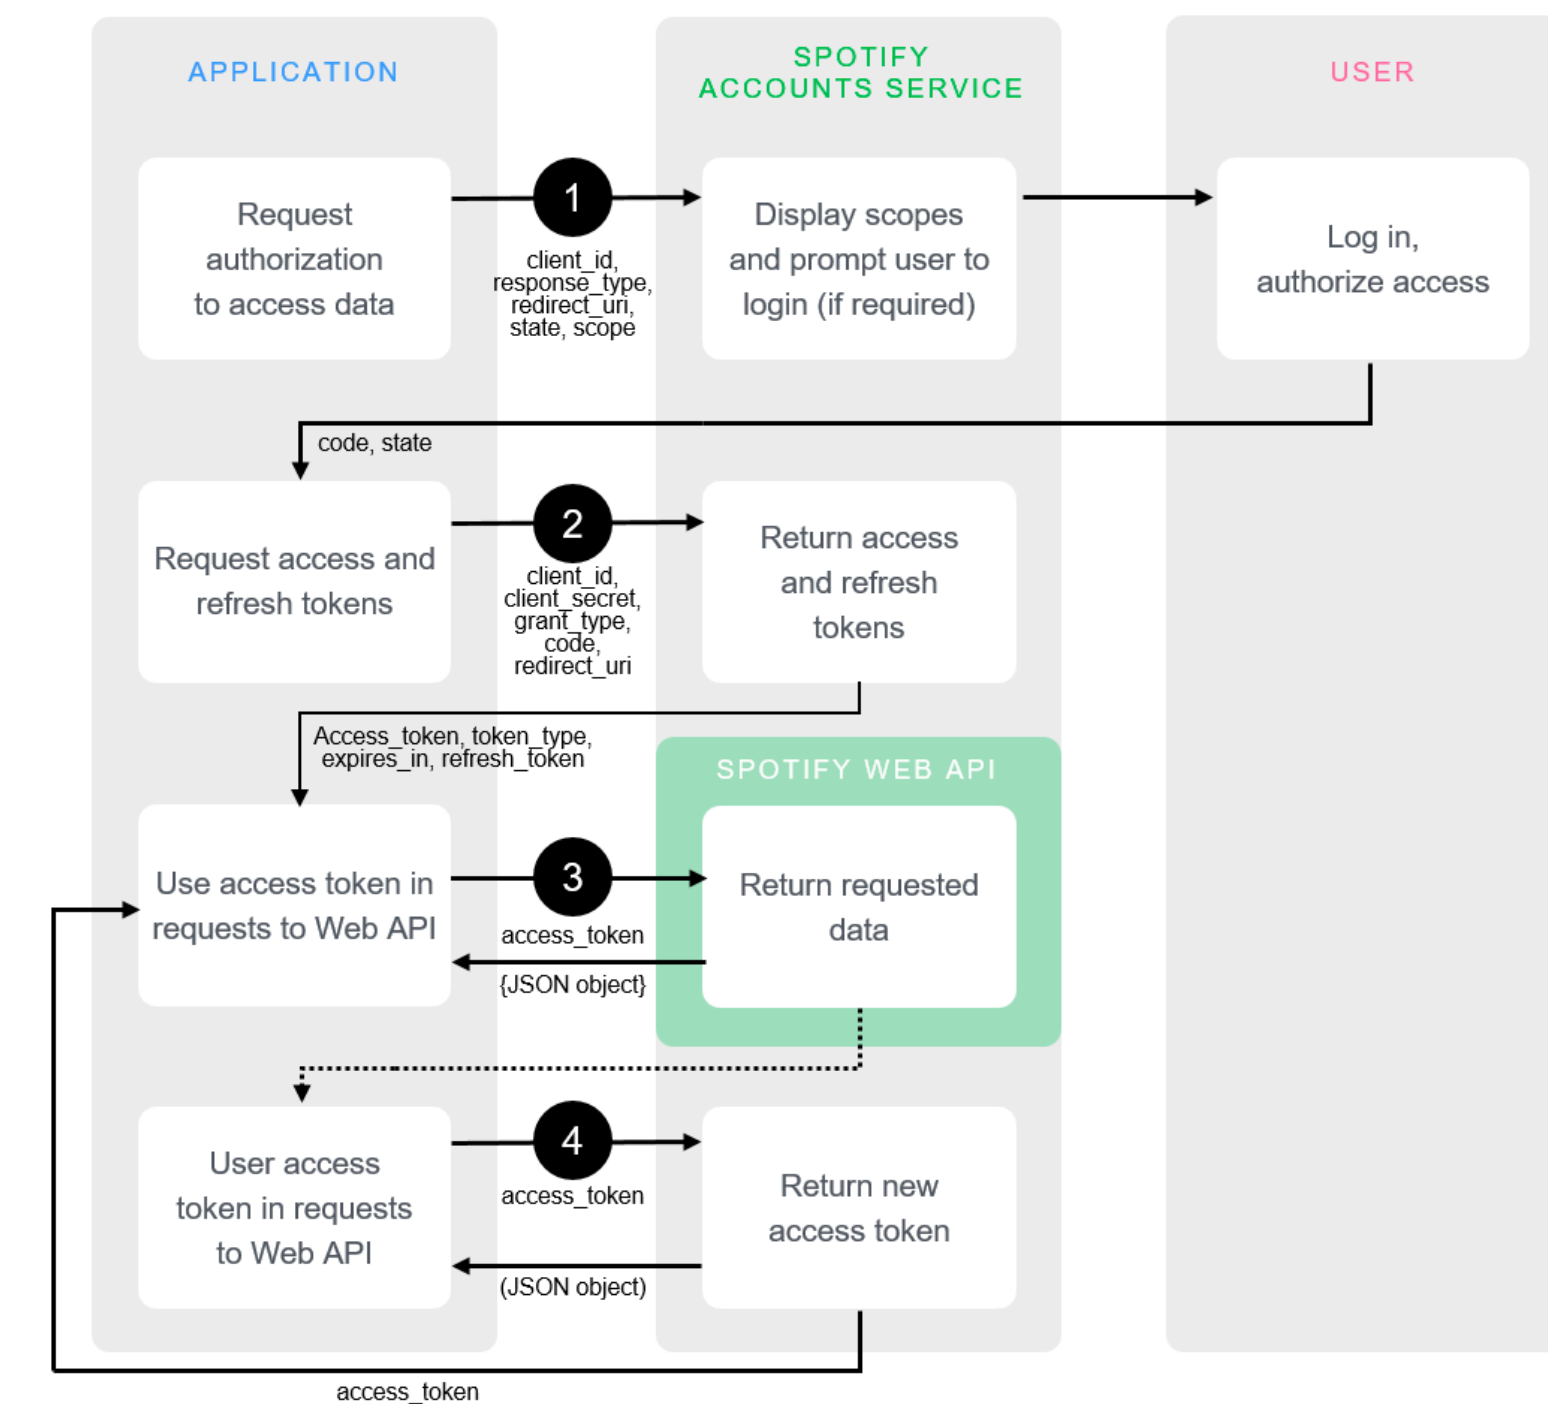 APPLICATION
SPOTIFY
ACCOUNTS SERVICE
USER
Request
authorization
to access data
1
client_id,
response_type,
redirect_uri,
state, scope
Display scopes
and prompt user to
login (if required)
Log in,
authorize access
code, state
Request access and
refresh tokens
2
client_id,
client_secret,
grant_type,
code,
redirect_uri
Return access
and refresh
tokens
Access_token, token_type,
expires_in, refresh_token
SPOTIFY WEB API
Use access token in
requests to Web API
3
access_token
{JSON object}
Return requested
data
User access
token in requests
to Web API
4
access_token
(JSON object)
Return new
access token
access_token